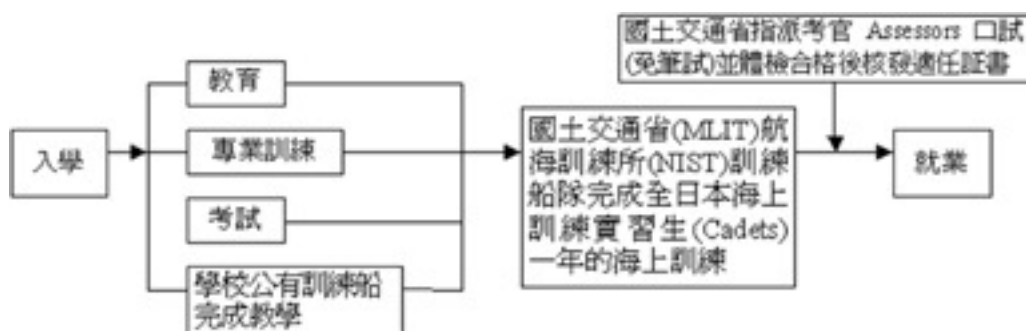 入學
教育
專業訓練
考試
學校公有訓練船
完成教學
國土交通省(MLIT)航
海訓練所(NIST)訓練
船隊完成全日本海上
訓練實習生(Cadets)
一年的海上訓練
國土交通省指派考官 Assessors 口試
(免筆試)並體檢合格後核發適任証書
就業